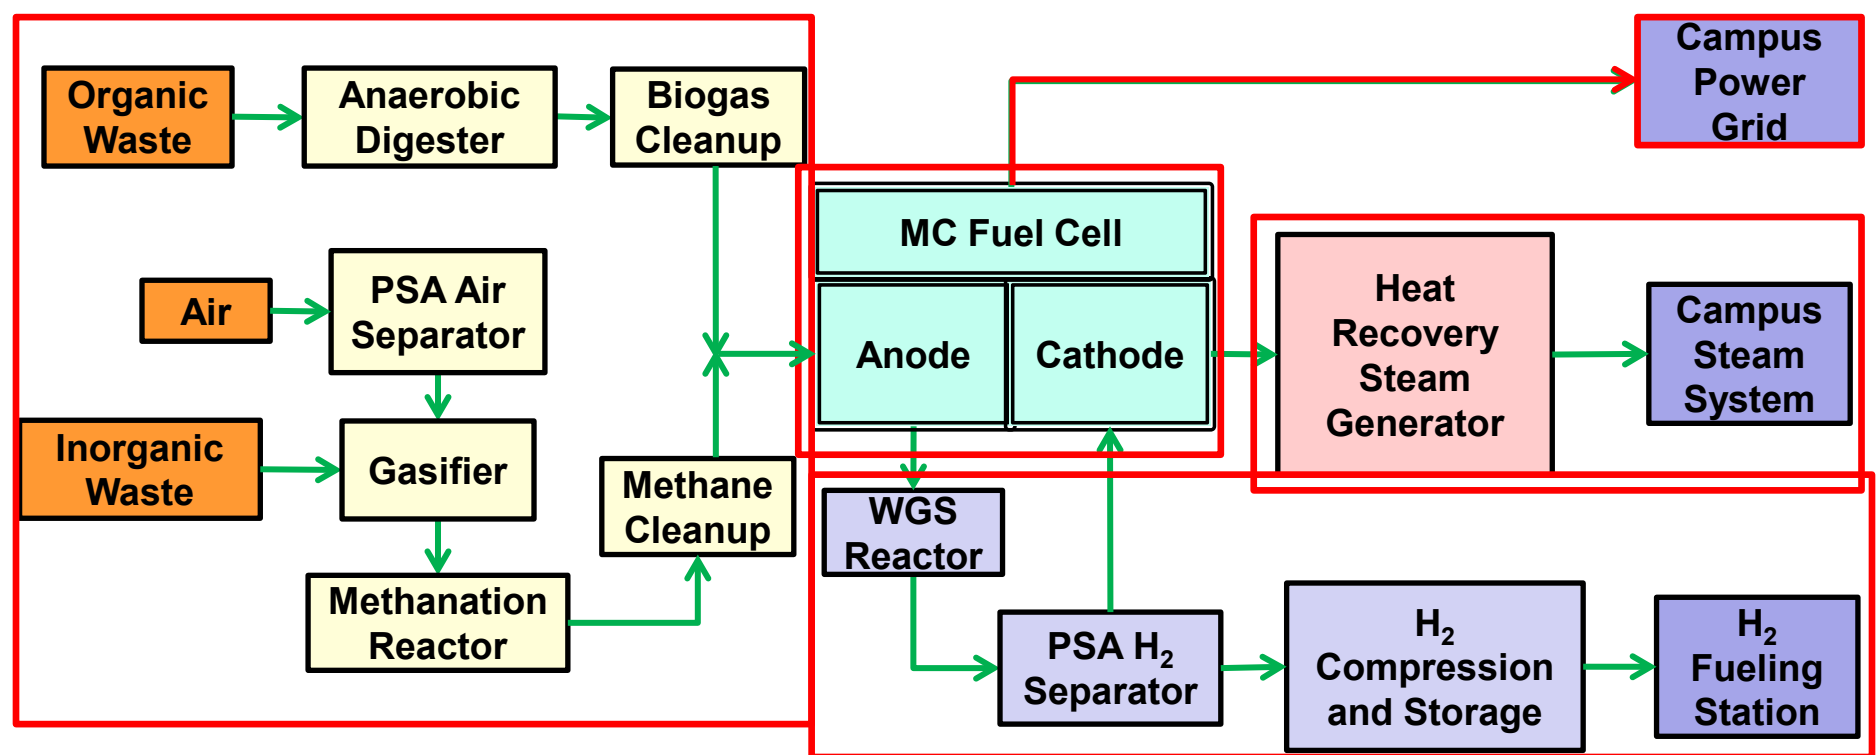 Organic
Waste
Anaerobic
Digester
Biogas
Cleanup
Campus
Power
Grid
MC Fuel Cell
Air
PSA Air
Separator
Anode
Cathode
Heat
Recovery
Steam
Generator
Campus
Steam
System
Inorganic
Waste
Gasifier
Methane
Cleanup
WGS
Reactor
Methanation
Reactor
PSA H₂
Separator
H₂
Compression
and Storage
H₂
Fueling
Station